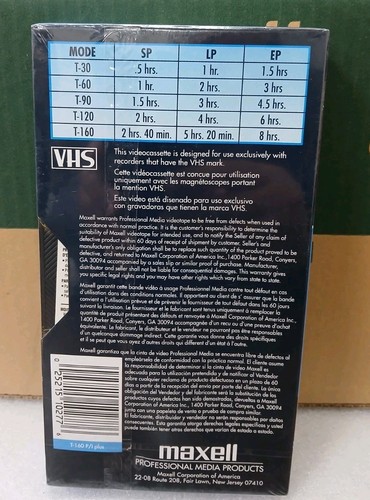 MODE SP LP EP
T-30 .5 hrs. 1 hr. 1.5 hrs
T-60 1 hr. 2 hrs. 3 hrs
T-90 1.5 hrs. 3 hrs. 4.5 hrs.
T-120 2 hrs. 4 hrs. 6 hrs.
T-160 2 hrs. 40 min. 5 hrs. 20 min. 8 hrs.
VHS
This videocassette is designed for use exclusively with
recorders that have the VHS mark.
Cette vidéocassette est concue pour utilisation
uniquement avec les magnétoscopes portant
la mention VHS.
Este video está disenado para uso exclusivo
con gravadoras que tienen la marca VHS.
Maxell warrants Professional Media videotape to be free from defects when used in
accordance with normal practice. It is the customer's responsibility to determine the
suitability of Maxell videotape for intended use, and to notify the Seller of any claim of
defective product within 60 days of receipt of shipment by customer. Seller's and
Manufacturer's only obligation shall be to replace such quantity of the product proved to be
defective, and returned to Maxell Corporation of America Inc., 1400 Parker Road, Conyers,
GA 30094 accompanied by a sales slip or similar proof of purchase. Manufacturer,
distributor and seller shall not be liable for consequential damages. This warranty gives
you specific legal rights and you may have other rights which vary from state to state.
Maxell garantit cette bande vidéo à usage Professional Media contre tout défaut en cas
d'utilisation dans des conditions normales. Il appartient au client de s'assurer que la bande
convient a l'utilisation prévue et de prévenir le fournisseur de tout défaut dans les 60 jours
suivant la livraison. Le fournisseur et le fabricant sont tenus uniquement à remplacer la
quantité de produit présentant des défauts et renvoyée à Maxell Corporation of America Inc.,
1400 Parker Road, Conyers, GA 30094 accompagné d'un recu ou d'une preuve d'achat
équivalente. Le fabricant, le distributeur et le vendeur ne pourront pas être responsables
d'un quelconque dommage indirect. Cette garantie vous donne des droits spécifiques
et il se peut que vous ayez d'autres droits qui diffèrent d'un état à l'autre.
Maxell garantiza que la cinta de video Professional Media se encuentra libre de defectos al
emplearselo de conformidad con la práctica normal. El cliente asume
la responsabilidad de determinar si la cinta de video Maxell es
adecuada para la utilización pretendida y de notificar al Vendedor
sobre cualquier reclamo de productos defectuosos en un plazo de 60
días a partir de la recepción del envio por parte del cliente. La única
obligación del Vendedor y del fabricante será la substitución de
los productos cuyos defectos han sido demostrados, devueltos a Maxell
Corporation of America Inc., 1400 Parker Road, Conyers, GA 30094
junto con una papeleta de venta o prueba de compra similar.
El fabricante, distribuidor y vendedor no serán responsables por daños
consecuentes. Esta garantía otorga derechos legales específicos y usted
puede también tener otros derechos que varían de estado a estado.
0 25215 10277 6
T-160 P/I plus
maxell
PROFESSIONAL MEDIA PRODUCTS
Maxell Corporation of America
22-08 Route 208, Fair Lawn, New Jersey 07410